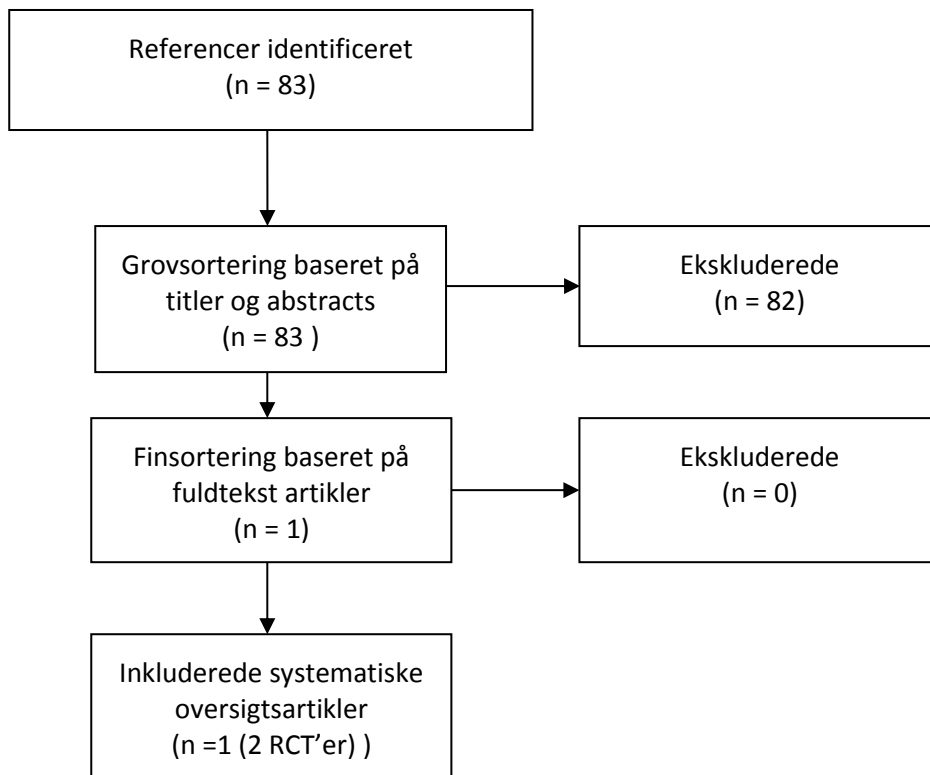 Referencer identificeret
(n = 83)
Grovsortering baseret på
titler og abstracts
(n = 83 )
Ekskluderede
(n = 82)
Finsortering baseret på
fuldtekst artikler
(n = 1)
Ekskluderede
(n = 0)
Inkluderede systematiske
oversigtsartikler
(n =1 (2 RCT’er) )